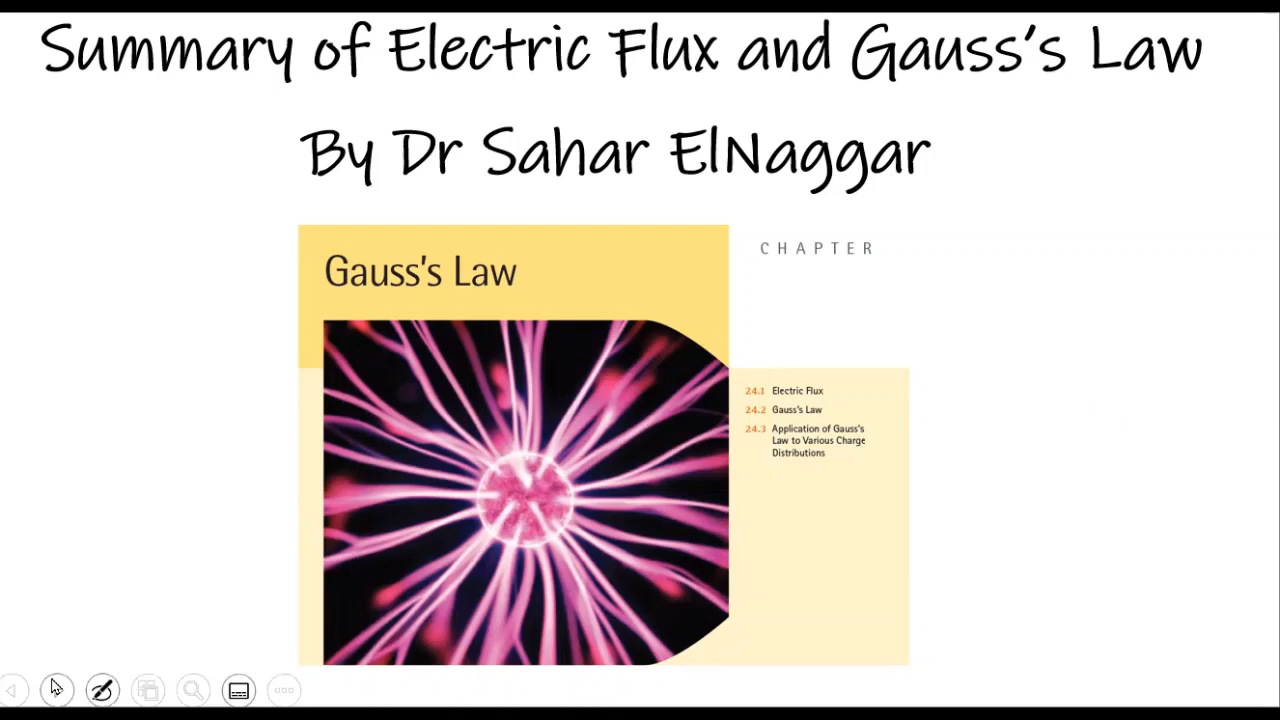 Summary of Electric Flux and Gauss's Law
By Dr Sahar ElNaggar
Gauss's Law
CHAPTER
24.1 Electric Flux
24.2 Gauss's Law
24.3 Application of Gauss's
Law to Various Charge
Distributions